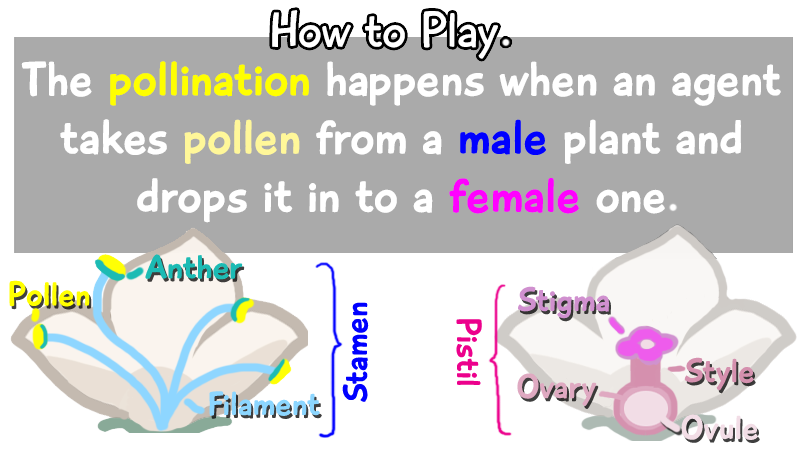 How to Play.
The pollination happens when an agent
takes pollen from a male plant and
drops it in to a female one.
Anther
Pollen
Filament
Stamen
Pistil
Stigma
Style
Ovary
Ovule